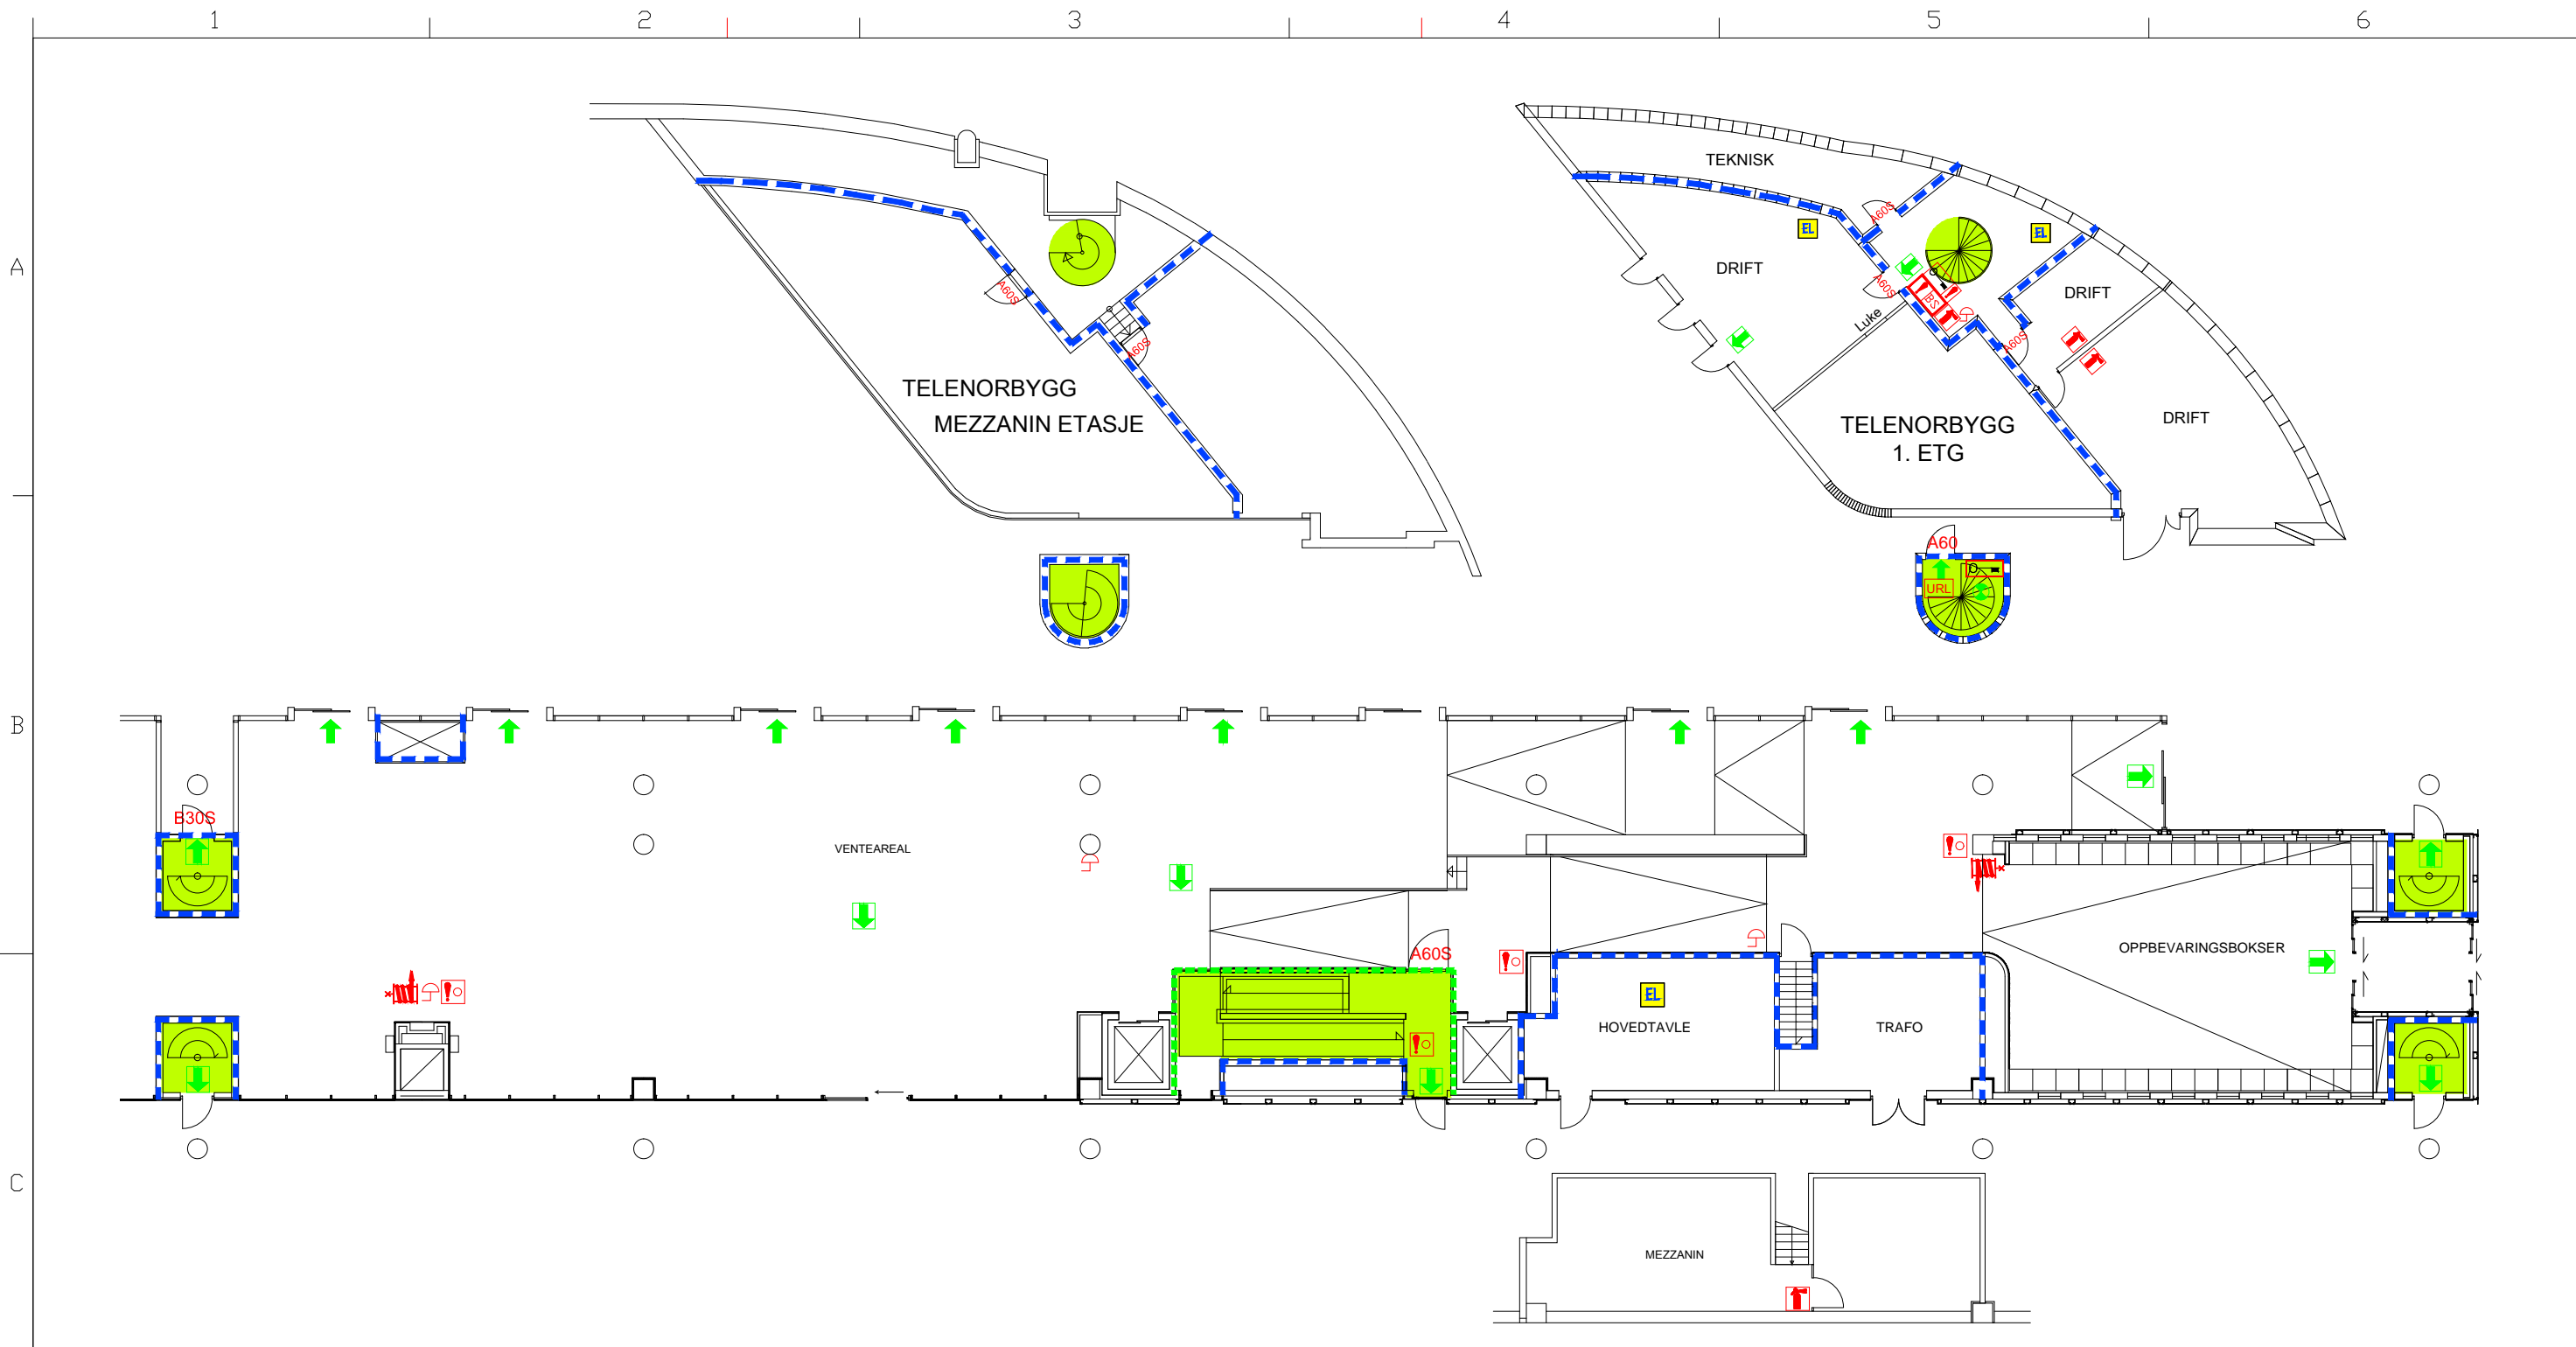 1 2 3 4 5 6
A
B
C
TEKNISK
A60S
EL
EL
DRIFT
A60S
A60S
BS
DRIFT
Luke
A60S
A60S
TELENORBYGG
MEZZANIN ETASJE
TELENORBYGG
1. ETG
DRIFT
A60
URL
B30S
VENTEAREAL
A60S
OPPBEVARINGSBOKSER
EL
HOVEDTAVLE
TRAFO
MEZZANIN